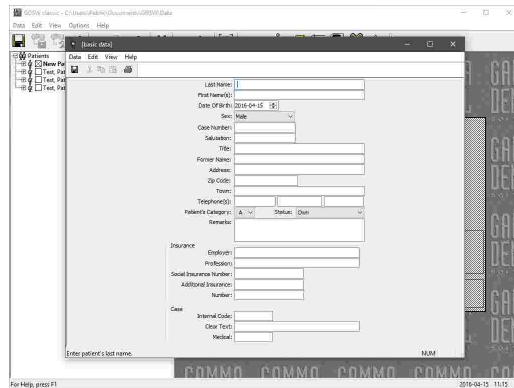 GDSW classic - C:\Users\Public\Documents\GDSW\Data
Data Edit View Options Help
[basic data]
Data Edit View Help
Patients
New Pa
Test, Pat
Test, Pat
Test, Pat
Last Name:
First Name(s):
Date Of Birth: 2016-04-15
Sex: Male
Case Number:
Salutation:
Title:
Former Name:
Address:
Zip Code:
Town:
Telephone(s):
Patient's Category: A Status: Own
Remarks:
Insurance
Employer:
Profession:
Social Insurance Number:
Additional Insurance:
Number:
Case
Internal Code:
Clear Text:
Medical:
Enter patient's last name. NUM
GAMMA GAMMA GAMMA
For Help, press F1 2016-04-15 11:15